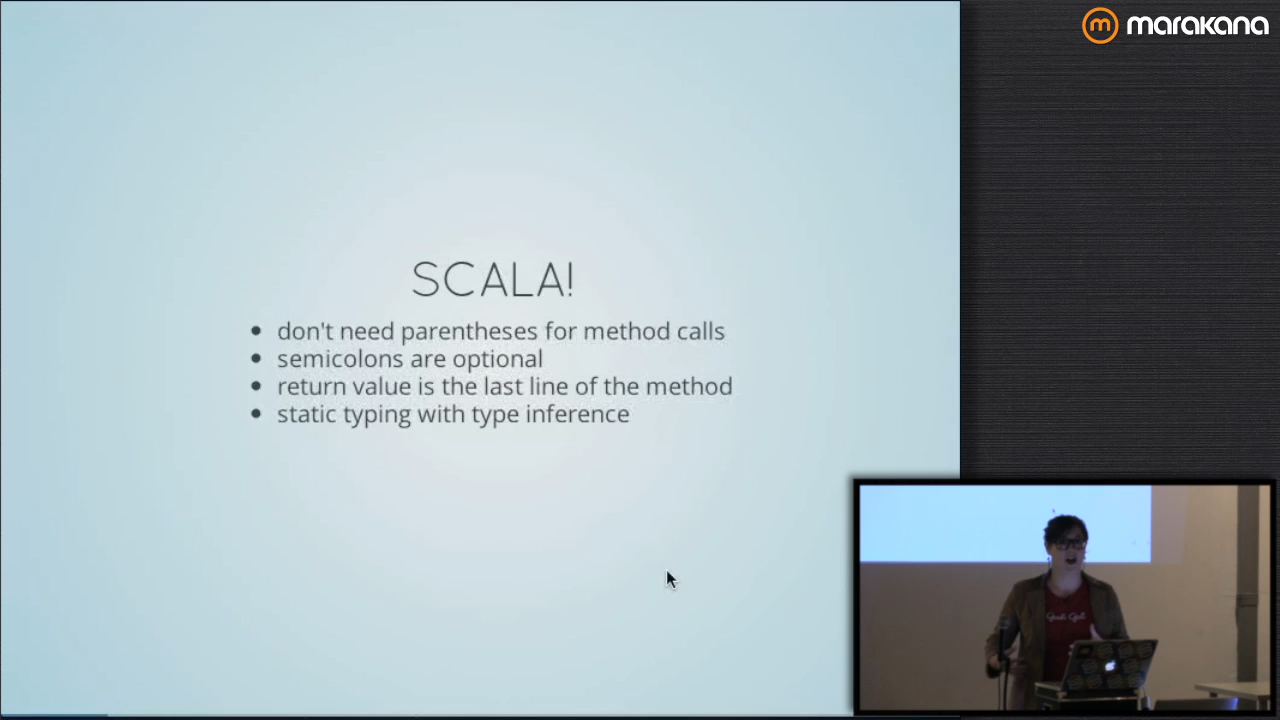 marakana
SCALA!
don't need parentheses for method calls
semicolons are optional
return value is the last line of the method
static typing with type inference